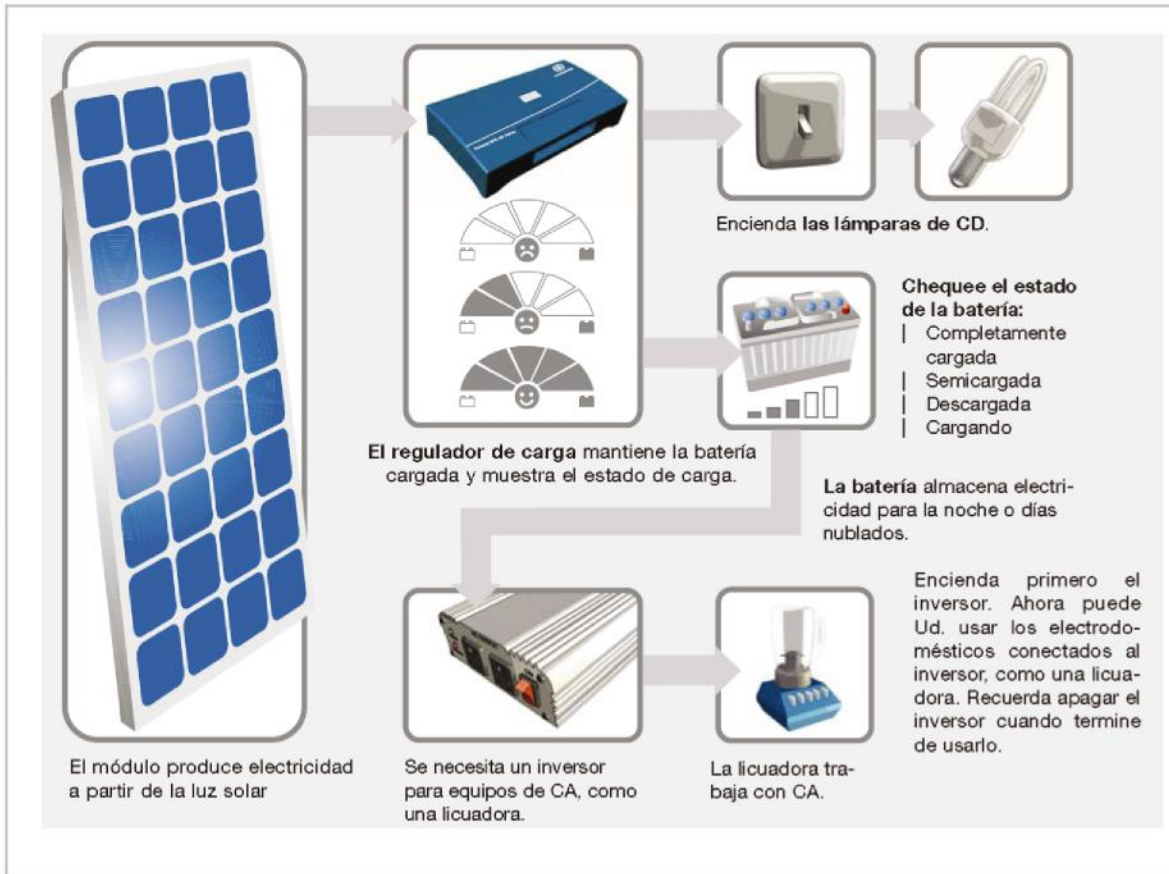 Encienda las lámparas de CD.
Chequee el estado
de la batería:
| Completamente
cargada
| Semicargada
| Descargada
| Cargando
El regulador de carga mantiene la batería
cargada y muestra el estado de carga.
La batería almacena electri-
cidad para la noche o días
nublados.
Encienda primero el
inversor. Ahora puede
Ud. usar los electrodo-
mésticos conectados al
inversor, como una licua-
dora. Recuerda apagar el
inversor cuando termine
de usarlo.
El módulo produce electricidad
a partir de la luz solar
Se necesita un inversor
para equipos de CA, como
una licuadora.
La licuadora tra-
baja con CA.